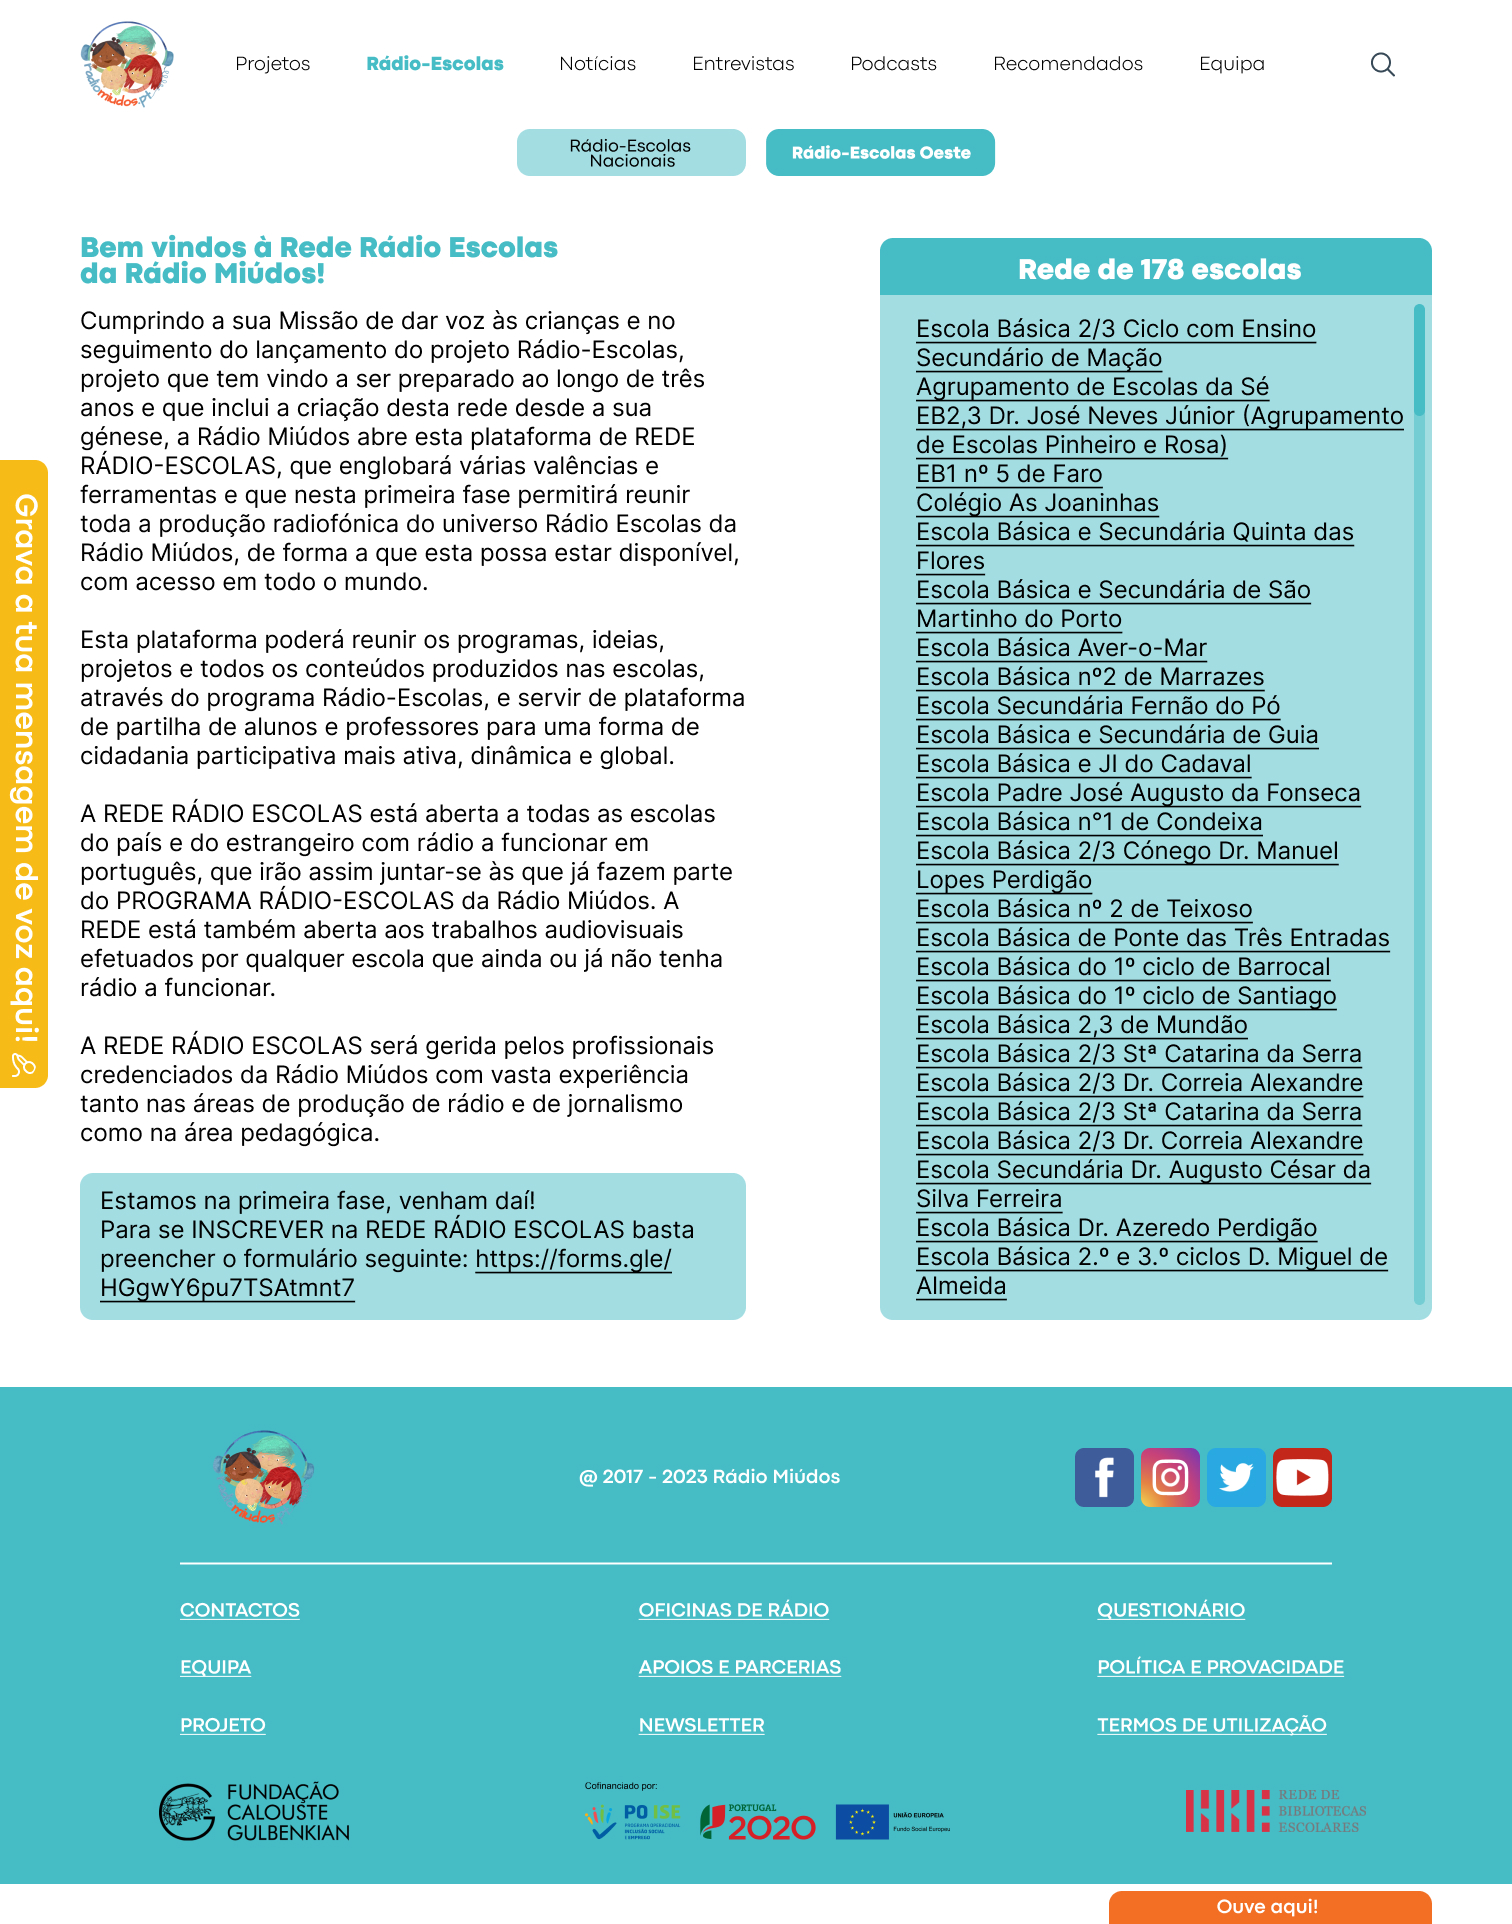 radiomiudos.pt
Projetos
Rádio-Escolas
Notícias
Entrevistas
Podcasts
Recomendados
Equipa
Rádio-Escolas
Nacionais
Rádio-Escolas Oeste
Bem vindos à Rede Rádio Escolas
da Rádio Miúdos!
Cumprindo a sua Missão de dar voz às crianças e no
seguimento do lançamento do projeto Rádio-Escolas,
projeto que tem vindo a ser preparado ao longo de três
anos e que inclui a criação desta rede desde a sua
génese, a Rádio Miúdos abre esta plataforma de REDE
RÁDIO-ESCOLAS, que englobará várias valências e
ferramentas e que nesta primeira fase permitirá reunir
toda a produção radiofónica do universo Rádio Escolas da
Rádio Miúdos, de forma a que esta possa estar disponível,
com acesso em todo o mundo.
Esta plataforma poderá reunir os programas, ideias,
projetos e todos os conteúdos produzidos nas escolas,
através do programa Rádio-Escolas, e servir de plataforma
de partilha de alunos e professores para uma forma de
cidadania participativa mais ativa, dinâmica e global.
A REDE RÁDIO ESCOLAS está aberta a todas as escolas
do país e do estrangeiro com rádio a funcionar em
português, que irão assim juntar-se às que já fazem parte
do PROGRAMA RÁDIO-ESCOLAS da Rádio Miúdos. A
REDE está também aberta aos trabalhos audiovisuais
efetuados por qualquer escola que ainda ou já não tenha
rádio a funcionar.
A REDE RÁDIO ESCOLAS será gerida pelos profissionais
credenciados da Rádio Miúdos com vasta experiência
tanto nas áreas de produção de rádio e de jornalismo
como na área pedagógica.
Estamos na primeira fase, venham daí!
Para se INSCREVER na REDE RÁDIO ESCOLAS basta
preencher o formulário seguinte: https://forms.gle/
HGgwY6pu7TSAtmnt7
Grava a tua mensagem de voz aqui!
Rede de 178 escolas
Escola Básica 2/3 Ciclo com Ensino
Secundário de Mação
Agrupamento de Escolas da Sé
EB2,3 Dr. José Neves Júnior (Agrupamento
de Escolas Pinheiro e Rosa)
EB1 nº 5 de Faro
Colégio As Joaninhas
Escola Básica e Secundária Quinta das
Flores
Escola Básica e Secundária de São
Martinho do Porto
Escola Básica Aver-o-Mar
Escola Básica nº2 de Marrazes
Escola Secundária Fernão do Pó
Escola Básica e Secundária de Guia
Escola Básica e JI do Cadaval
Escola Padre José Augusto da Fonseca
Escola Básica n°1 de Condeixa
Escola Básica 2/3 Cónego Dr. Manuel
Lopes Perdigão
Escola Básica nº 2 de Teixoso
Escola Básica de Ponte das Três Entradas
Escola Básica do 1º ciclo de Barrocal
Escola Básica do 1º ciclo de Santiago
Escola Básica 2,3 de Mundão
Escola Básica 2/3 Stª Catarina da Serra
Escola Básica 2/3 Dr. Correia Alexandre
Escola Básica 2/3 Stª Catarina da Serra
Escola Básica 2/3 Dr. Correia Alexandre
Escola Secundária Dr. Augusto César da
Silva Ferreira
Escola Básica Dr. Azeredo Perdigão
Escola Básica 2.º e 3.º ciclos D. Miguel de
Almeida
miúdos
@ 2017 - 2023 Rádio Miúdos
CONTACTOS
OFICINAS DE RÁDIO
QUESTIONÁRIO
EQUIPA
APOIOS E PARCERIAS
POLÍTICA E PROVACIDADE
PROJETO
NEWSLETTER
TERMOS DE UTILIZAÇÃO
FUNDAÇÃO
CALOUSTE
GULBENKIAN
Cofinanciado por:
PO ISE
PROGRAMA OPERACIONAL
INCLUSÃO SOCIAL
E EMPREGO
PORTUGAL
2020
UNIÃO EUROPEIA
Fundo Social Europeu
REDE DE
BIBLIOTECAS
ESCOLARES
Ouve aqui!